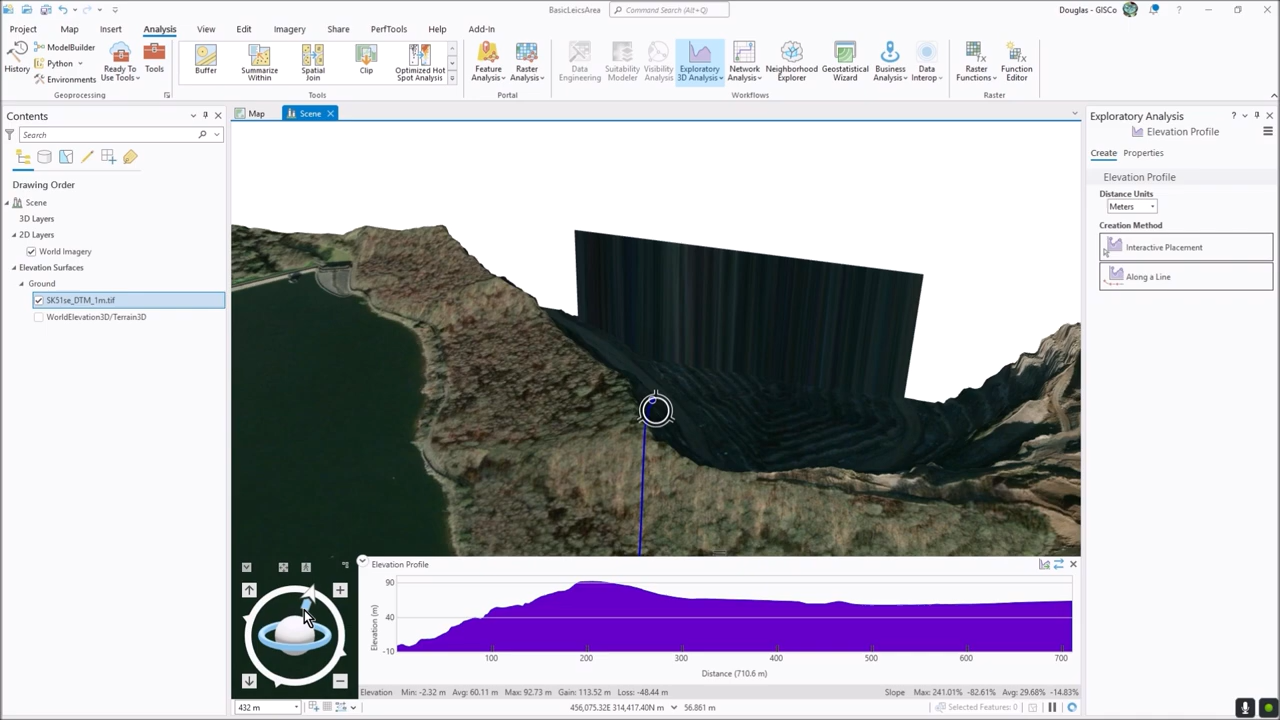 BasicLeicsArea
Command Search (Alt+Q)
Douglas - GISCo
Project Map Insert Analysis View Edit Imagery Share PerfTools Help Add-In
History
ModelBuilder
Python
Environments
Ready To Use Tools
Tools
Geoprocessing
Buffer
Summarize Within
Spatial Join
Clip
Optimized Hot Spot Analysis
Tools
Feature Analysis
Raster Analysis
Portal
Data Engineering
Suitability Modeler
Visibility Analysis
Exploratory 3D Analysis
Network Analysis
Neighborhood Explorer
Geostatistical Wizard
Business Analysis
Data Interop
Workflows
Raster Functions
Function Editor
Raster
Contents
Search
Drawing Order
Scene
3D Layers
2D Layers
World Imagery
Elevation Surfaces
Ground
SK51se_DTM_1m.tif
WorldElevation3D/Terrain3D
Map
Scene
Exploratory Analysis
Elevation Profile
Create Properties
Elevation Profile
Distance Units
Meters
Creation Method
Interactive Placement
Along a Line
Elevation Profile
Elevation (m)
90
40
-10
100 200 300 400 500 600 700
Distance (710.6 m)
Elevation Min: -2.32 m Avg: 60.11 m Max: 92.73 m Gain: 113.52 m Loss: -48.44 m Slope Max: 241.01% -82.61% Avg: 29.68% -14.83%
432 m
456,075.32E 314,417.40N m
56.861 m
Selected Features: 0